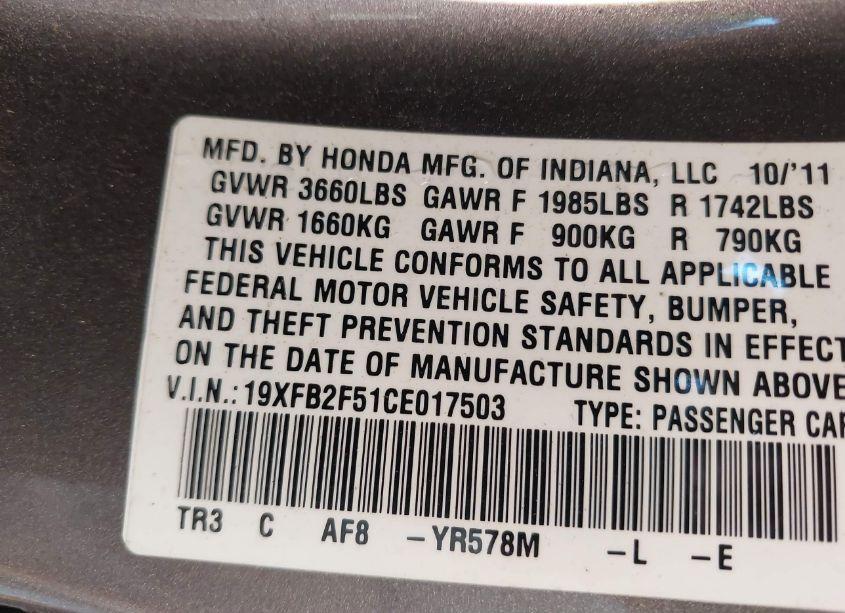 MFD. BY HONDA MFG. OF INDIANA, LLC 10/'11
GVWR 3660LBS GAWR F 1985LBS R 1742LBS
GVWR 1660KG GAWR F 900KG R 790KG
THIS VEHICLE CONFORMS TO ALL APPLICABLE
FEDERAL MOTOR VEHICLE SAFETY, BUMPER,
AND THEFT PREVENTION STANDARDS IN EFFECT
ON THE DATE OF MANUFACTURE SHOWN ABOVE
V.I.N.: 19XFB2F51CE017503 TYPE: PASSENGER CAR
TR3 C AF8 -YR578M -L -E